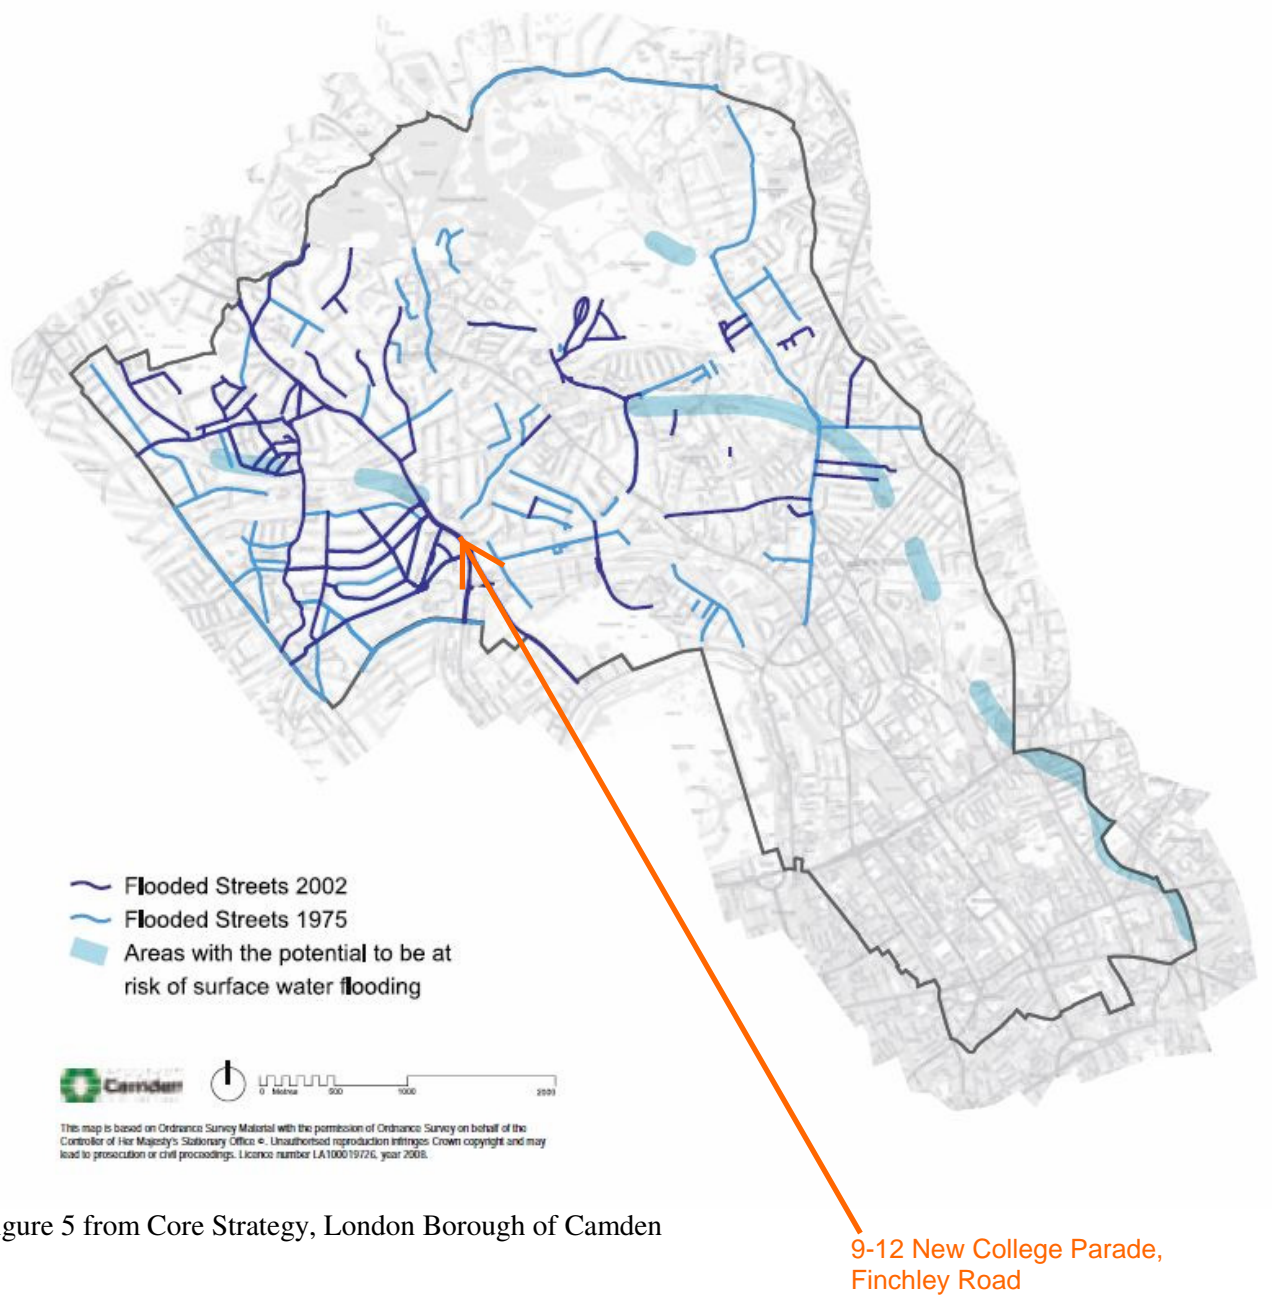 Flooded Streets 2002
Flooded Streets 1975
Areas with the potential to be at
risk of surface water flooding
Camden
0 Metres 500 1000 2000
This map is based on Ordnance Survey Material with the permission of Ordnance Survey on behalf of the
Controller of Her Majesty's Stationary Office ©. Unauthorised reproduction infringes Crown copyright and may
lead to prosecution or civil proceedings. Licence number LA100019726, year 2008.
igure 5 from Core Strategy, London Borough of Camden
9-12 New College Parade,
Finchley Road